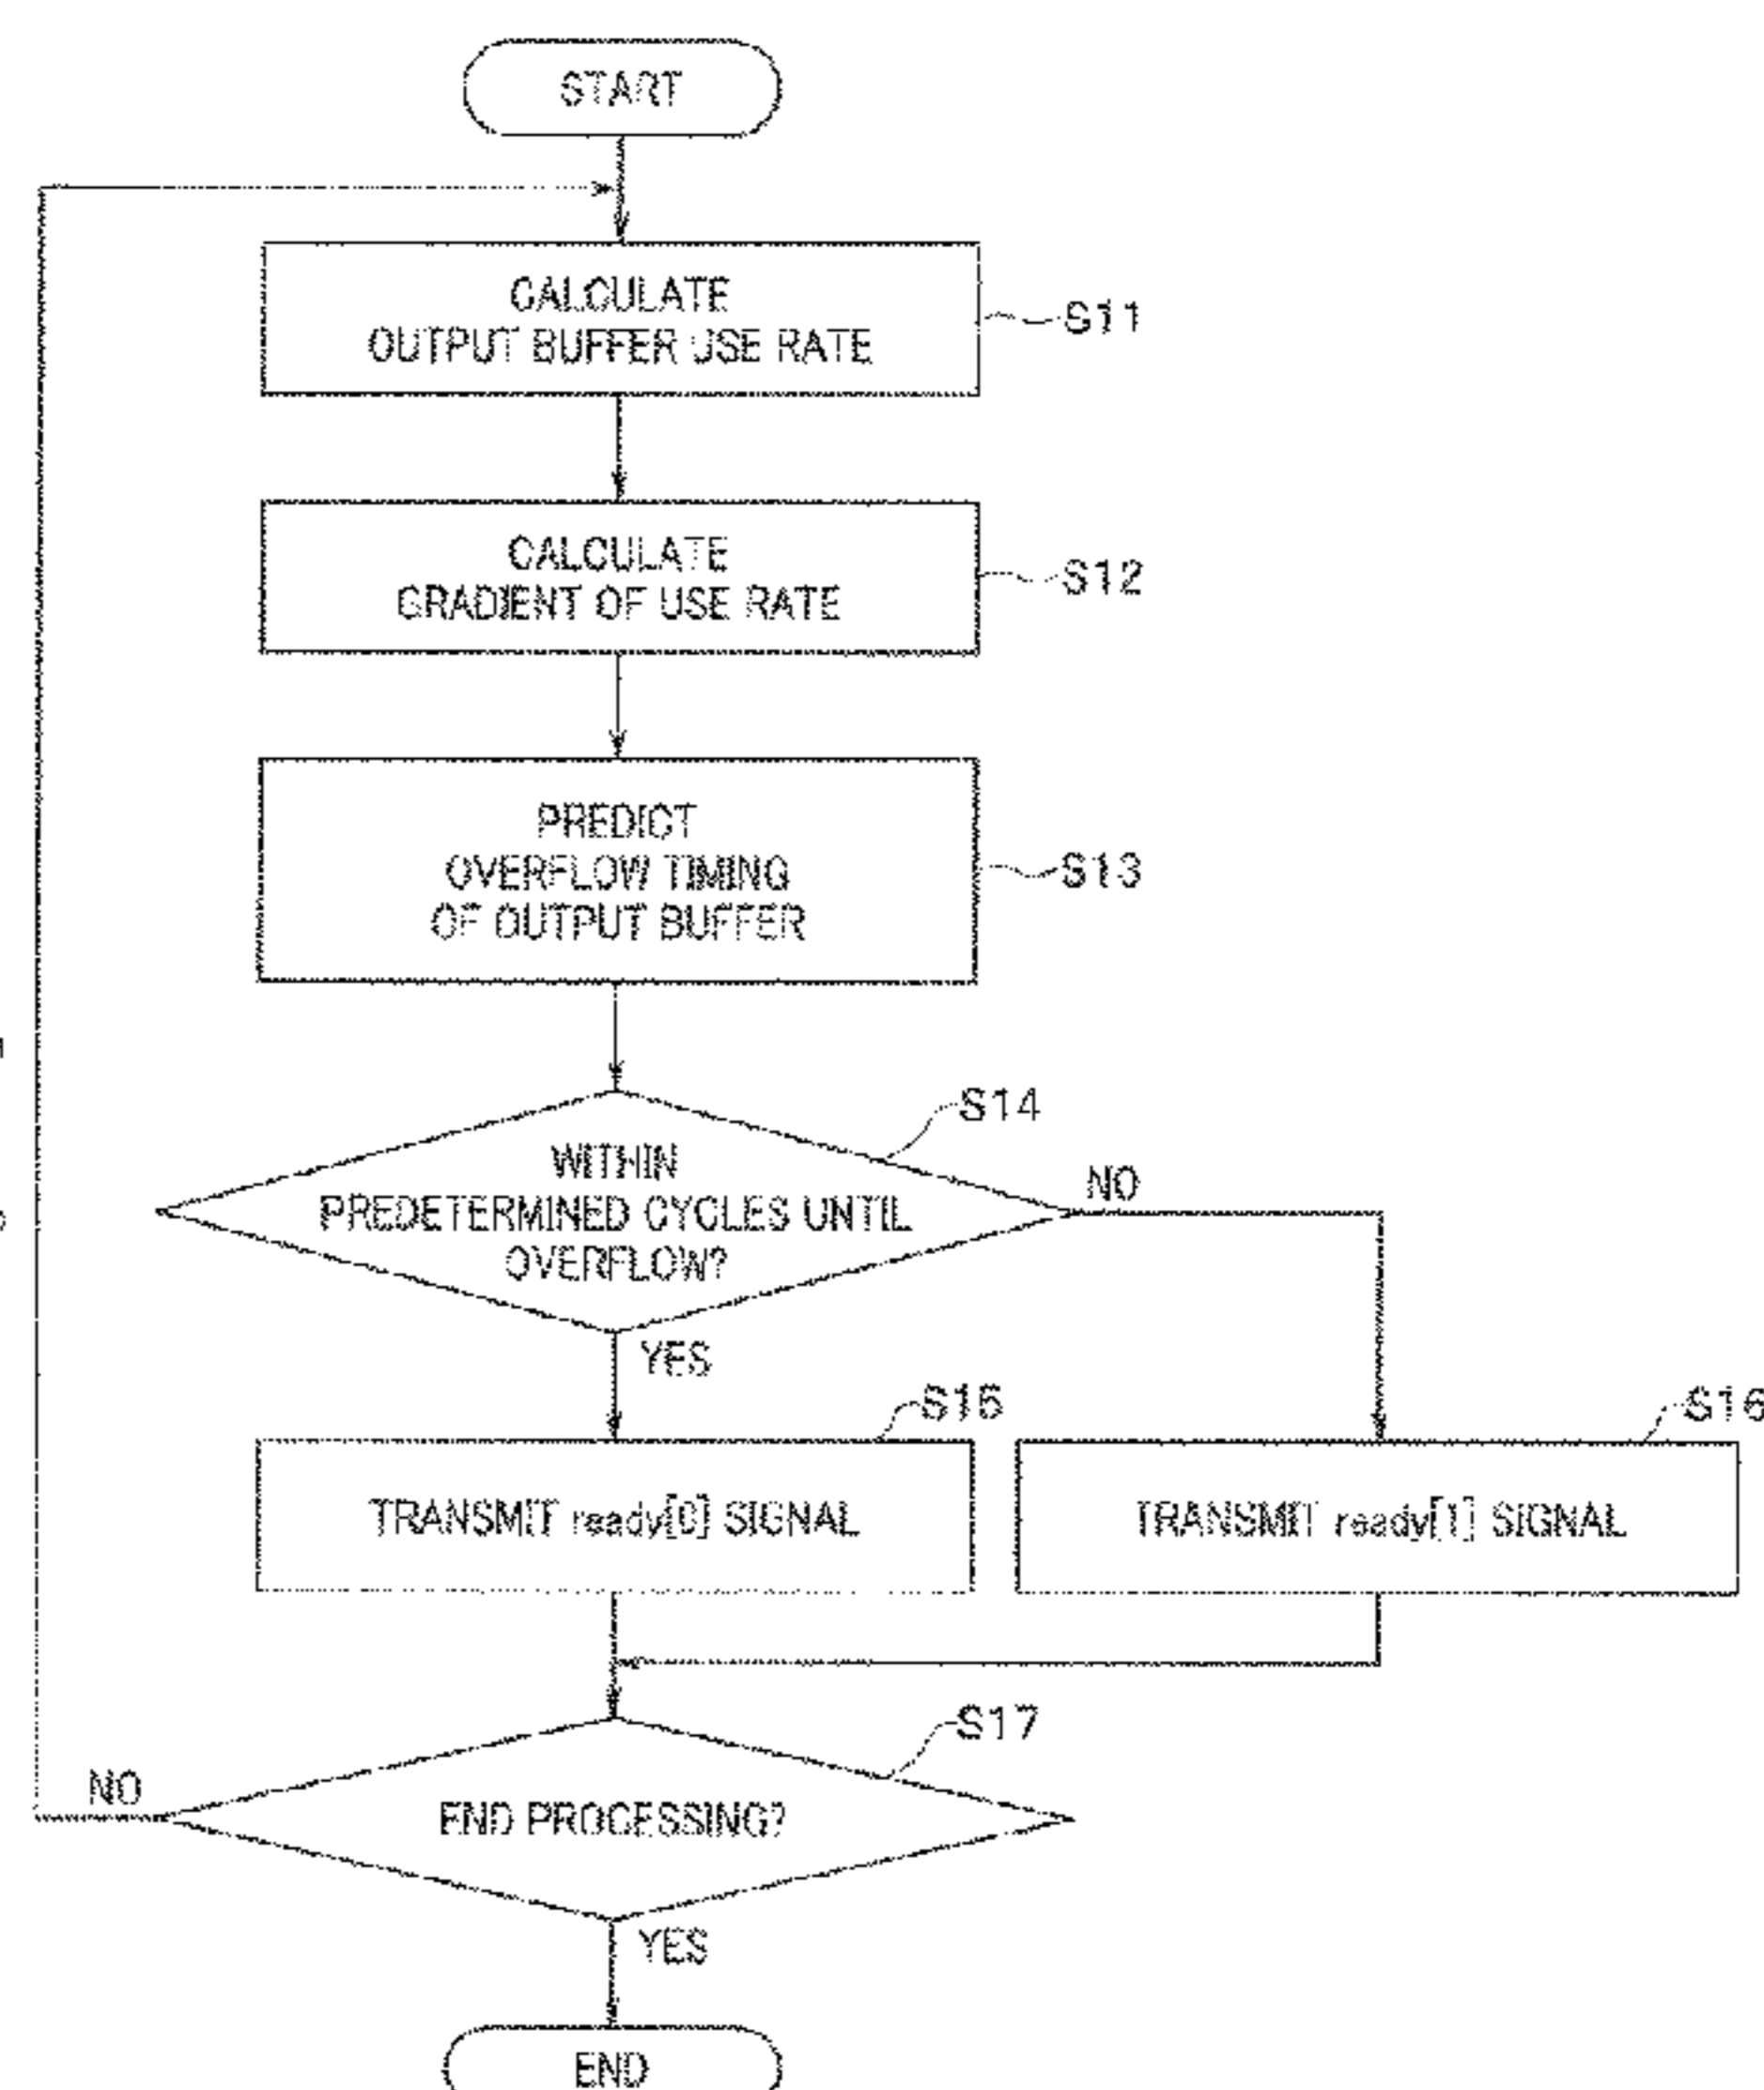 START
CALCULATE
OUTPUT BUFFER USE RATE
S11
CALCULATE
GRADIENT OF USE RATE
S12
PREDICT
OVERFLOW TIMING
OF OUTPUT BUFFER
S13
S14
WITHIN
PREDETERMINED CYCLES UNTIL
OVERFLOW?
NO
YES
S15
S16
TRANSMIT ready[0] SIGNAL
TRANSMIT ready[1] SIGNAL
S17
NO
END PROCESSING?
YES
END